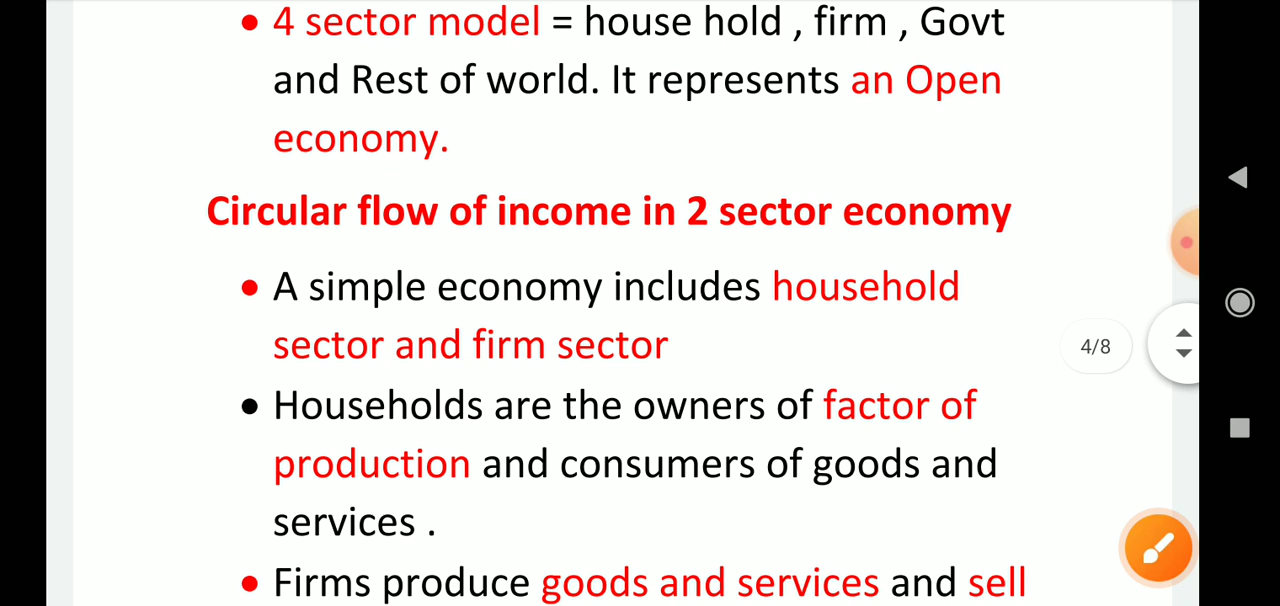 • 4 sector model = house hold , firm , Govt
and Rest of world. It represents an Open
economy.
Circular flow of income in 2 sector economy
• A simple economy includes household
sector and firm sector
• Households are the owners of factor of
production and consumers of goods and
services .
• Firms produce goods and services and sell
4/8